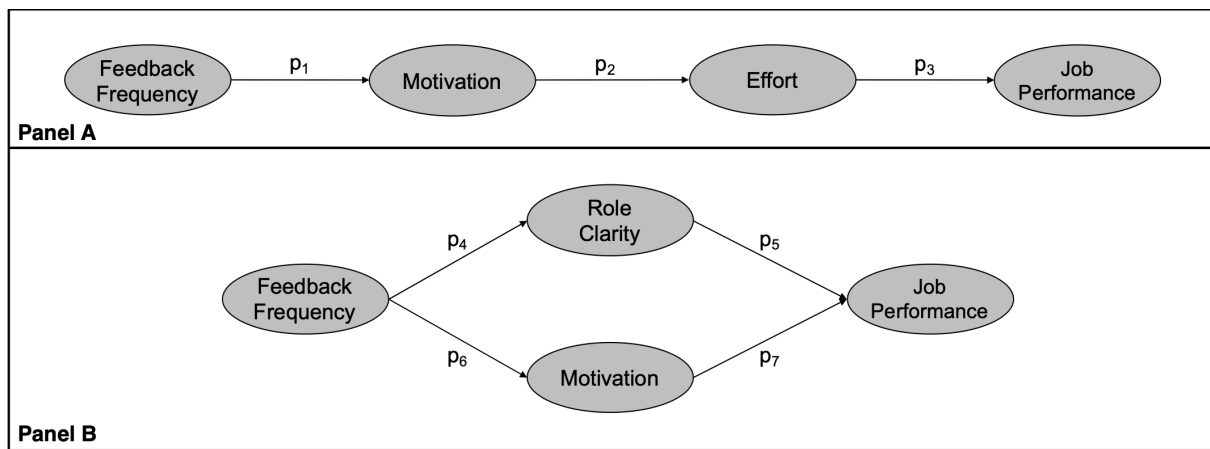 Feedback
Frequency
p₁
Motivation
p₂
Effort
p₃
Job
Performance
Panel A
Role
Clarity
p₄
p₅
Feedback
Frequency
Job
Performance
p₆
p₇
Motivation
Panel B